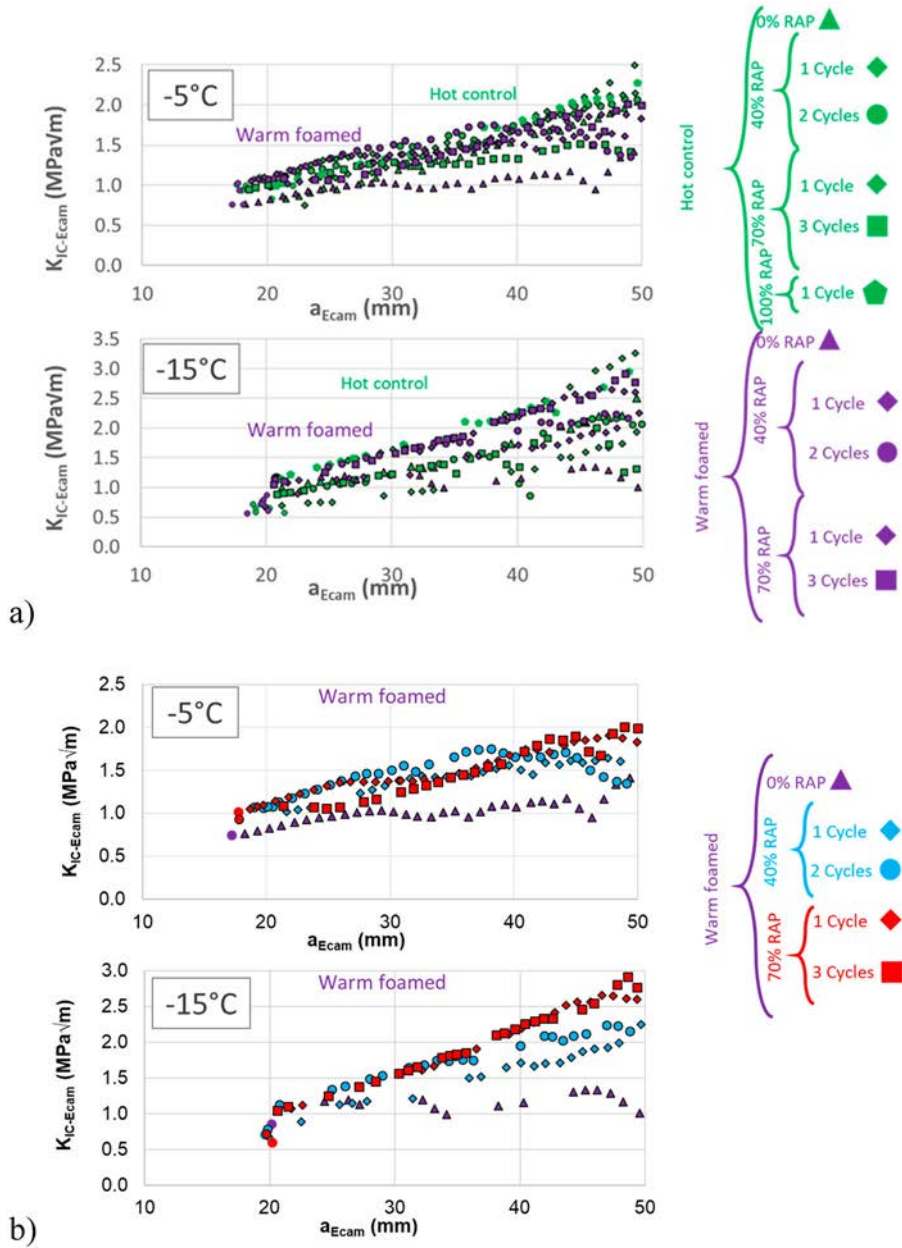 2.5
2.0
1.5
1.0
0.5
0.0
K_IC-Ecam (MPa√m)
-5°C
Hot control
Warm foamed
10
20
30
40
50
a_Ecam (mm)
3.5
3.0
2.5
2.0
1.5
1.0
0.5
0.0
K_IC-Ecam (MPa√m)
-15°C
Hot control
Warm foamed
10
20
30
40
50
a_Ecam (mm)
a)
Hot control
0% RAP
40% RAP
1 Cycle
2 Cycles
70% RAP
1 Cycle
3 Cycles
100% RAP
1 Cycle
Warm foamed
0% RAP
40% RAP
1 Cycle
2 Cycles
70% RAP
1 Cycle
3 Cycles
2.5
2.0
1.5
1.0
0.5
0.0
K_IC-Ecam (MPa√m)
-5°C
Warm foamed
10
20
30
40
50
a_Ecam (mm)
3.0
2.5
2.0
1.5
1.0
0.5
0.0
K_IC-Ecam (MPa√m)
-15°C
Warm foamed
10
20
30
40
50
a_Ecam (mm)
b)
Warm foamed
0% RAP
40% RAP
1 Cycle
2 Cycles
70% RAP
1 Cycle
3 Cycles